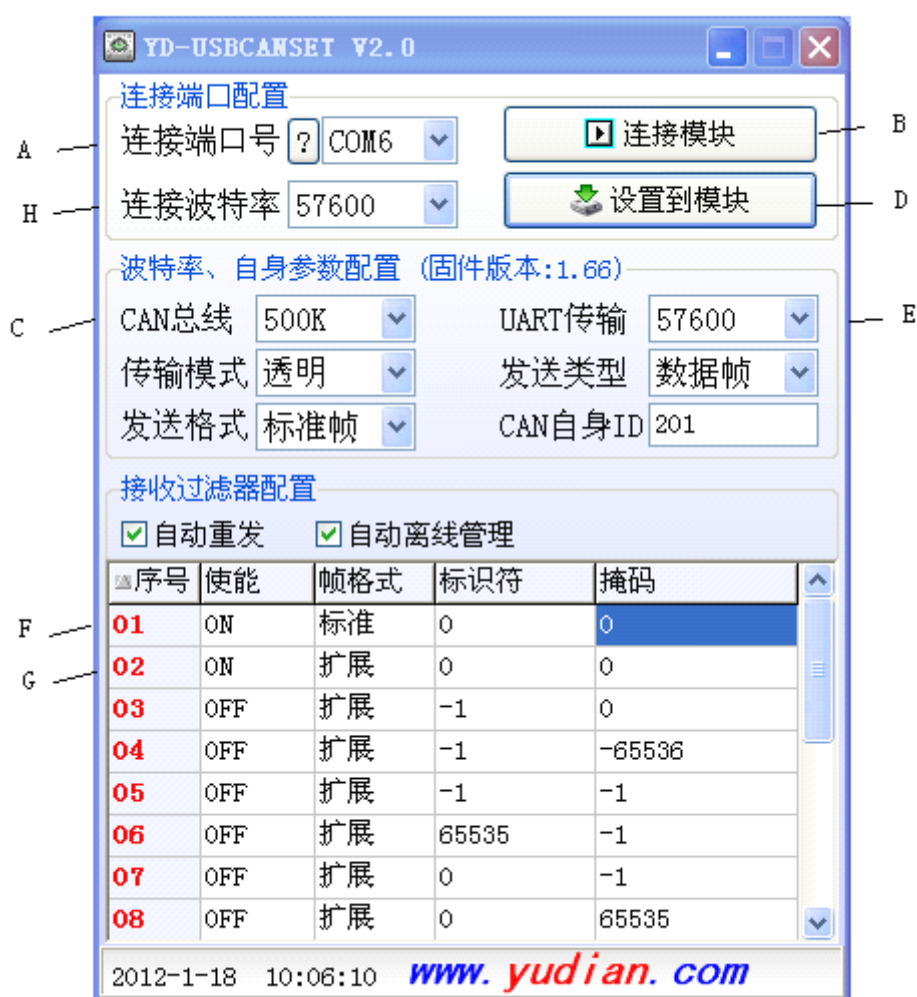 YD-USBCANSET V2.0
连接端口配置
A 连接端口号 ? COM6 连接模块 B
H 连接波特率 57600 设置到模块 D
波特率、自身参数配置 (固件版本:1.66)
C CAN总线 500K UART传输 57600 E
传输模式 透明 发送类型 数据帧
发送格式 标准帧 CAN自身ID 201
接收过滤器配置
自动重发 自动离线管理
序号 使能 帧格式 标识符 掩码
F 01 ON 标准 0 0
G 02 ON 扩展 0 0
03 OFF 扩展 -1 0
04 OFF 扩展 -1 -65536
05 OFF 扩展 -1 -1
06 OFF 扩展 65535 -1
07 OFF 扩展 0 -1
08 OFF 扩展 0 65535
2012-1-18 10:06:10 www.yudian.com